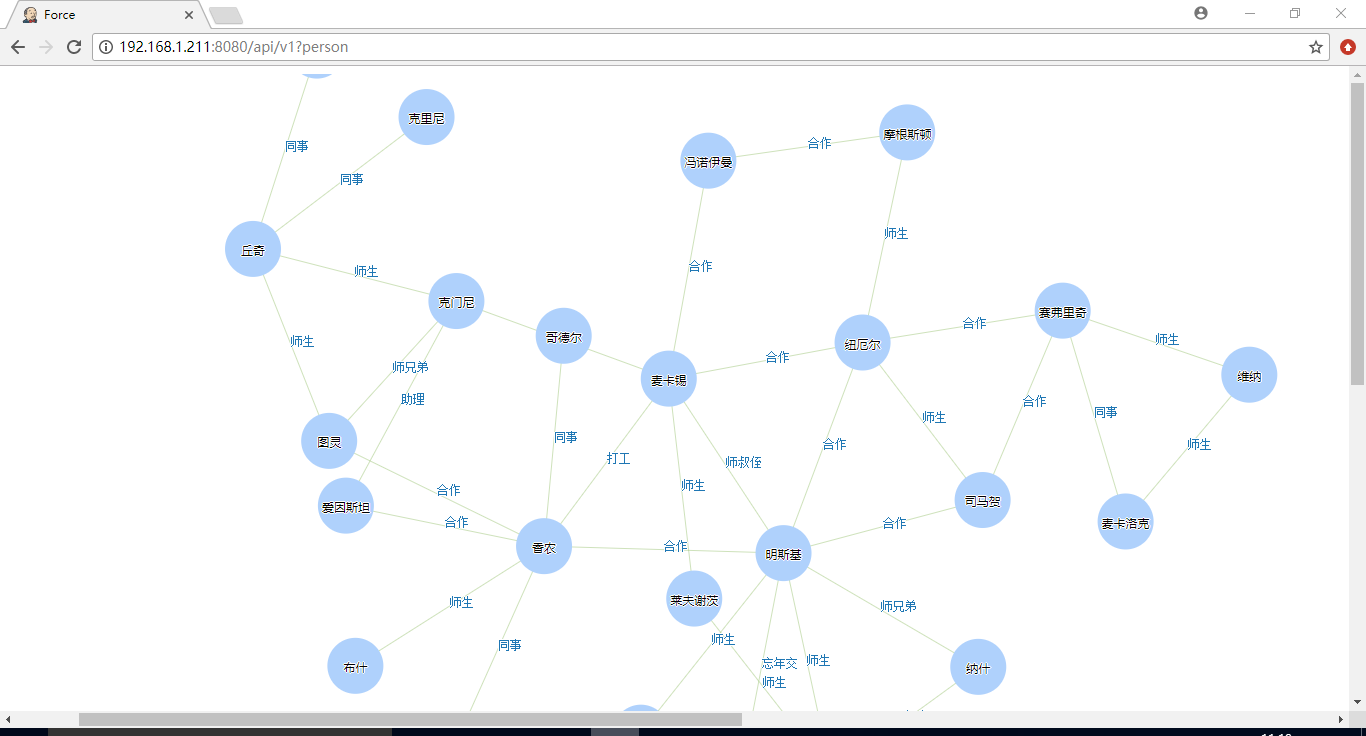 Force
192.168.1.211:8080/api/v1?person
克里尼
摩根斯顿
同事
合作
冯诺伊曼
同事
师生
丘奇
合作
师生
克门尼
赛弗里奇
合作
哥德尔
师生
纽厄尔
师生
合作
麦卡锡
师兄弟
维纳
助理
合作
同事
师生
同事
图灵
合作
师生
打工
师叔侄
合作
师生
爱因斯坦
司马贺
合作
合作
麦卡洛克
香农
合作
明斯基
莱夫谢茨
师生
师兄弟
师生
同事
忘年交
师生
布什
纳什
师生